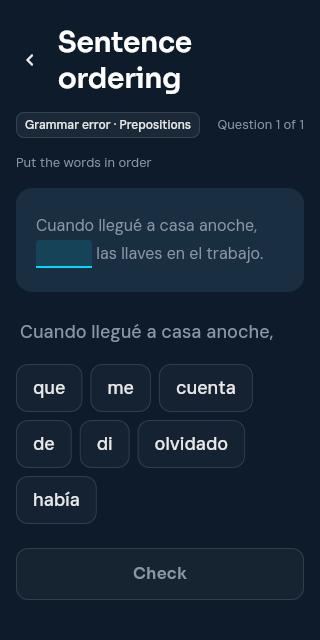 Sentence
ordering
Grammar error · Prepositions
Question 1 of 1
Put the words in order
Cuando llegué a casa anoche,
las llaves en el trabajo.
Cuando llegué a casa anoche,
que me cuenta
de di olvidado
había
Check